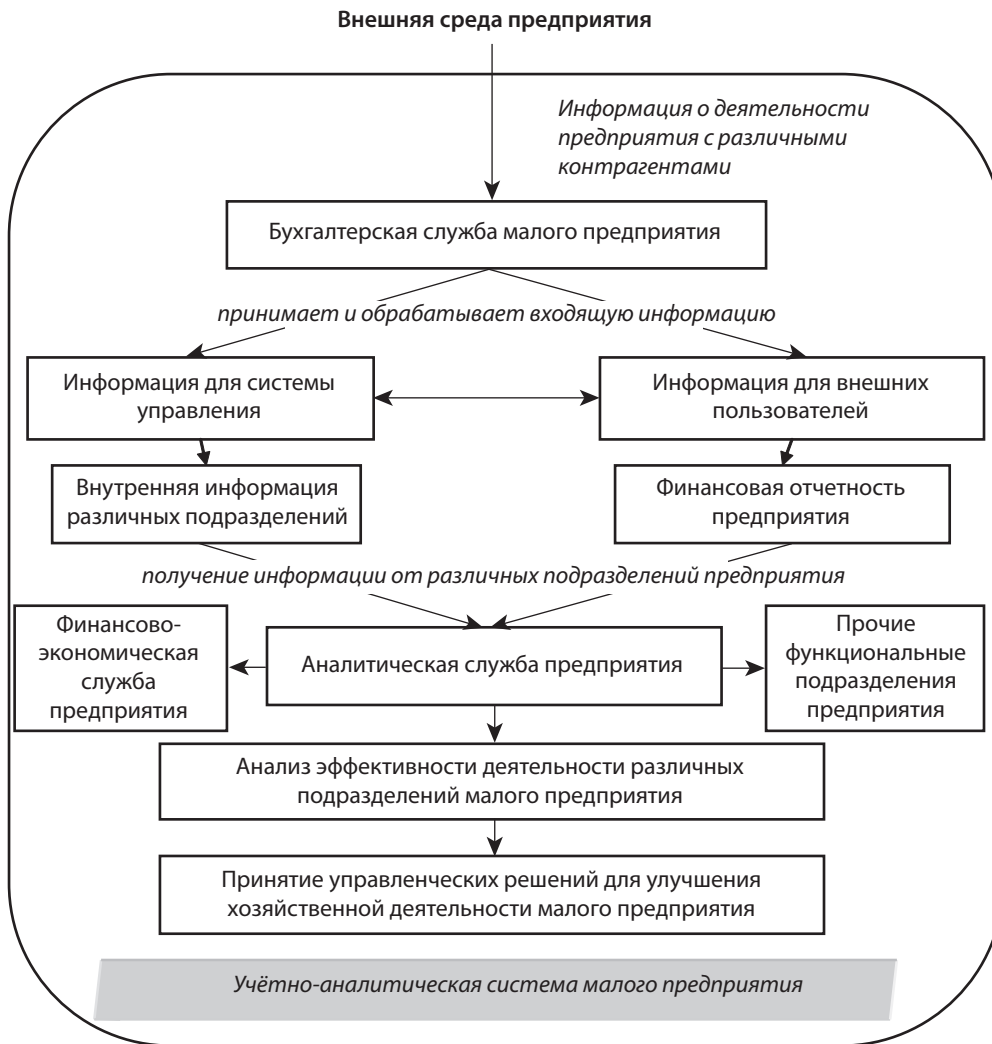 Внешняя среда предприятия
Информация о деятельности
предприятия с различными
контрагентами
Бухгалтерская служба малого предприятия
принимает и обрабатывает входящую информацию
Информация для системы
управления
Информация для внешних
пользователей
Внутренняя информация
различных подразделений
Финансовая отчетность
предприятия
получение информации от различных подразделений предприятия
Финансово-
экономическая
служба
предприятия
Аналитическая служба предприятия
Прочие
функциональные
подразделения
предприятия
Анализ эффективности деятельности различных
подразделений малого предприятия
Принятие управленческих решений для улучшения
хозяйственной деятельности малого предприятия
Учётно-аналитическая система малого предприятия